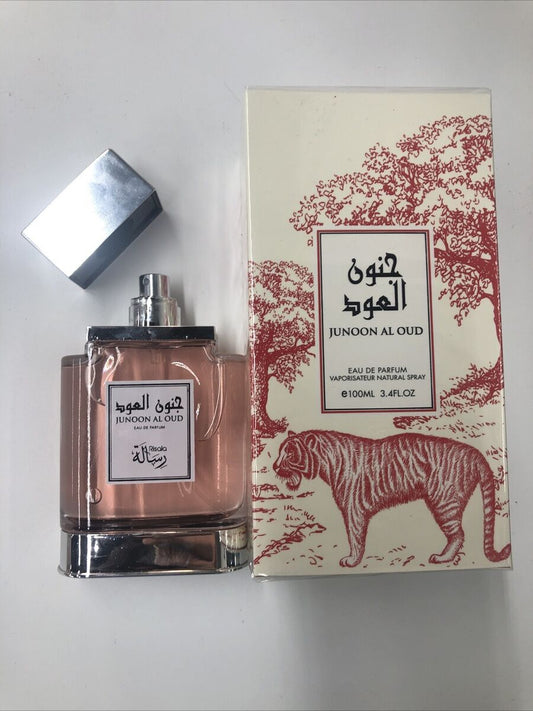 جنون
العود
JUNOON AL OUD
EAU DE PARFUM
VAPORISATEUR NATURAL SPRAY
e100ML 3.4FL.OZ
جنون العود
JUNOON AL OUD
EAU DE PARFUM
Risala
رسالة